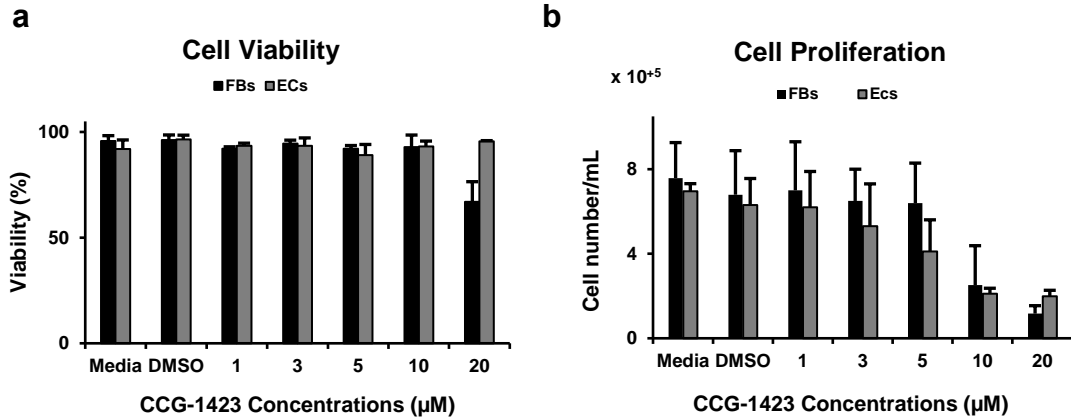 a
Cell Viability
FBs ECs
Viability (%)
100
50
0
Media DMSO 1 3 5 10 20
CCG-1423 Concentrations (µM)
b
Cell Proliferation
x 10⁺⁵
FBs Ecs
Cell number/mL
8
4
0
Media DMSO 1 3 5 10 20
CCG-1423 Concentrations (µM)